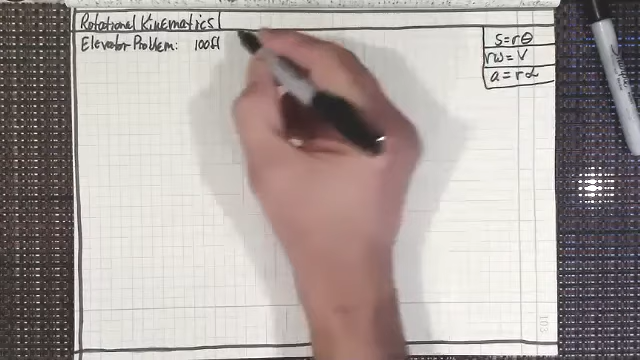 Rotational Kinematics
Elevator Problem: 100ft
s=rθ
rω=v
a=rα